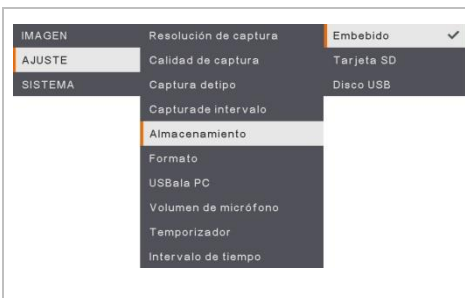 IMAGEN
AJUSTE
SISTEMA
Resolución de captura
Calidad de captura
Captura detipo
Capturade intervalo
Almacenamiento
Formato
USBala PC
Volumen de micrófono
Temporizador
Intervalo de tiempo
Embebido
Tarjeta SD
Disco USB